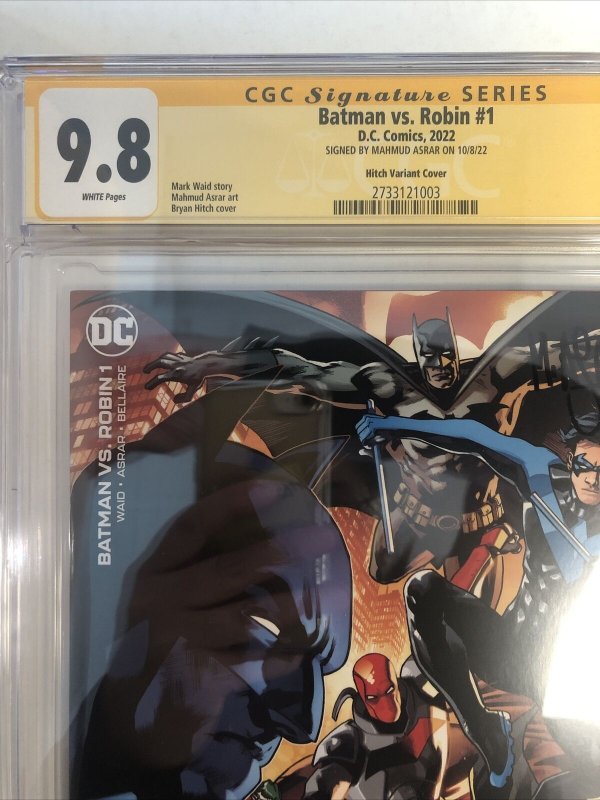 CGC Signature SERIES
Batman vs. Robin #1
D.C. Comics, 2022
SIGNED BY MAHMUD ASRAR ON 10/8/22
Hitch Variant Cover
2733121003
9.8
WHITE Pages
Mark Waid story
Mahmud Asrar art
Bryan Hitch cover
CGC
DC
BATMAN VS. ROBIN 1
WAID • ASRAR • BELLAIRE